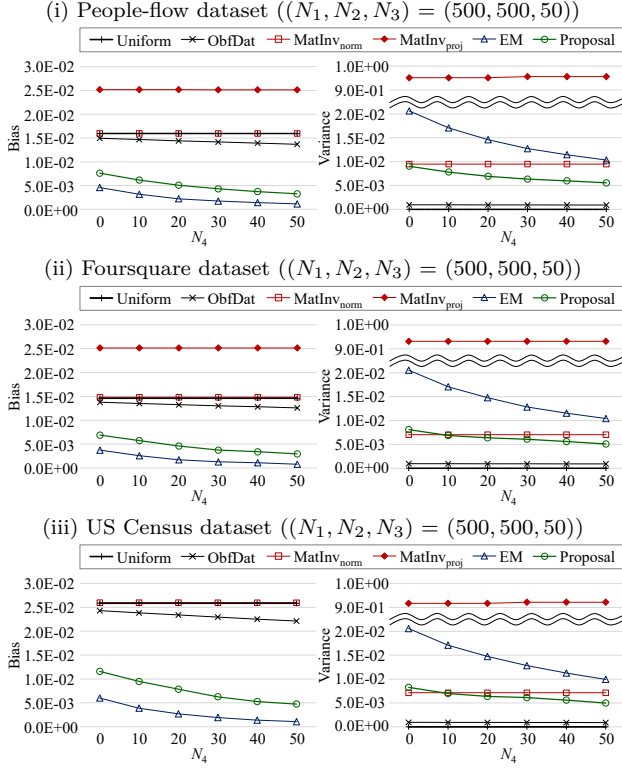 (i) People-flow dataset ((N1, N2, N3) = (500, 500, 50))
Uniform ObfDat MatInvnorm MatInvproj EM Proposal
3.0E-02
2.5E-02
1.5E-02
1.5E-02
1.0E-02
5.0E-03
0.0E+00
Bias
0 10 20 30 40 50
N4
1.0E+00
9.0E-01
2.0E-02
1.5E-02
1.0E-02
5.0E-03
0.0E+00
Variance
0 10 20 30 40 50
N4
(ii) Foursquare dataset ((N1, N2, N3) = (500, 500, 50))
Uniform ObfDat MatInvnorm MatInvproj EM Proposal
3.0E-02
2.5E-02
1.5E-02
1.5E-02
1.0E-02
5.0E-03
0.0E+00
Bias
0 10 20 30 40 50
N4
1.0E+00
9.0E-01
2.0E-02
1.5E-02
1.0E-02
5.0E-03
0.0E+00
Variance
0 10 20 30 40 50
N4
(iii) US Census dataset ((N1, N2, N3) = (500, 500, 50))
Uniform ObfDat MatInvnorm MatInvproj EM Proposal
3.0E-02
2.5E-02
2.0E-02
1.5E-02
1.0E-02
5.0E-03
0.0E+00
Bias
0 10 20 30 40 50
N4
1.0E+00
9.0E-01
2.0E-02
1.5E-02
1.0E-02
5.0E-03
0.0E+00
Variance
0 10 20 30 40 50
N4